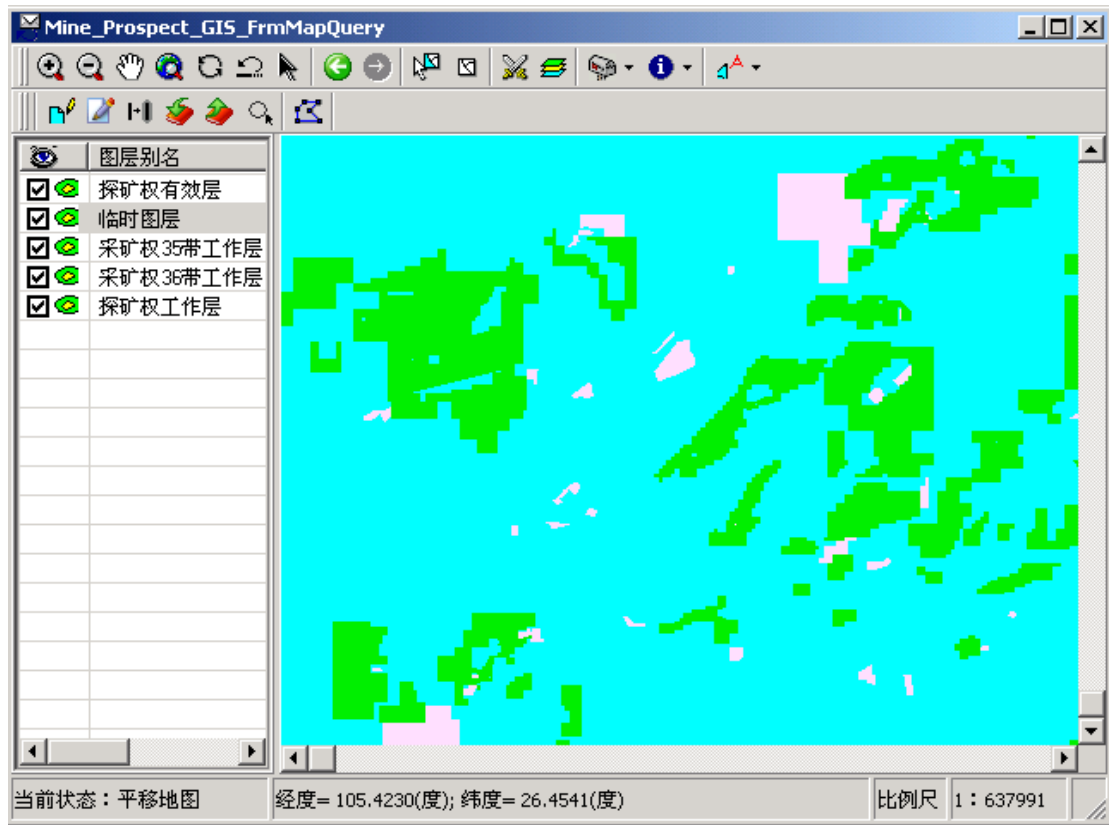 Mine_Prospect_GIS_FrmMapQuery
图层别名
探矿权有效层
临时图层
采矿权35带工作层
采矿权36带工作层
探矿权工作层
当前状态：平移地图
经度= 105.4230(度); 纬度= 26.4541(度)
比例尺
1：637991